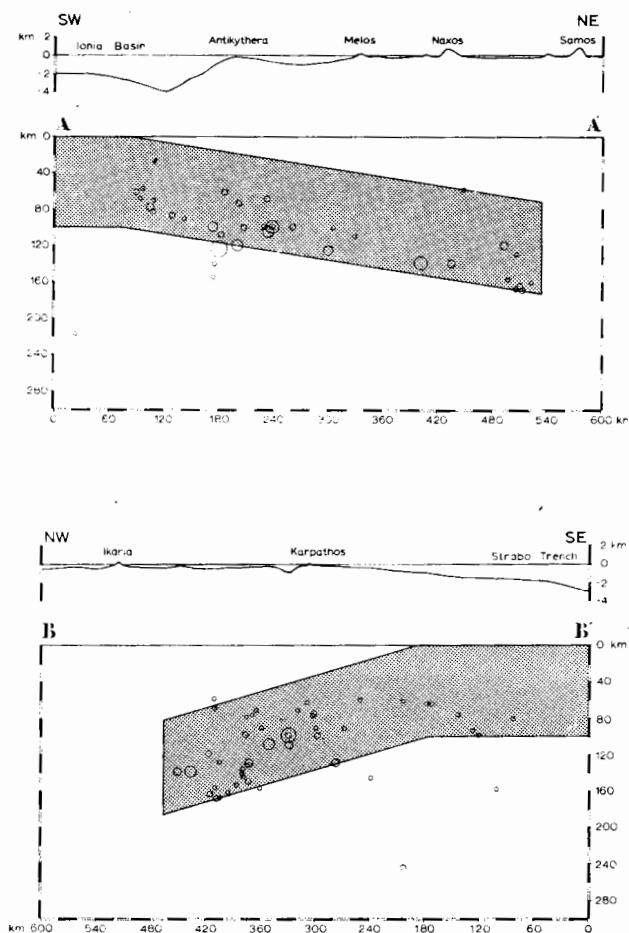 SW NE
km 2
Ionia Basin Antikythera Melos Naxos Samos
0
-2
-4
A A'
km 0
40
80
120
160
200
240
280
0 60 120 180 240 300 360 420 480 540 600 km
NW SE
2 km
Ikaria Karpathos Strabo Trench
0
-2
-4
B B'
0 km
40
80
120
160
200
240
280
km 600 540 480 420 360 300 240 180 120 60 0